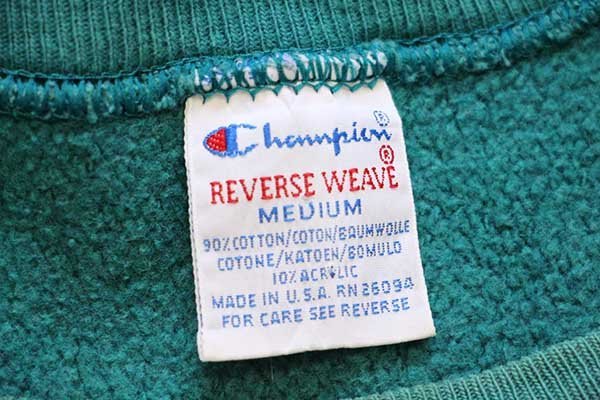 Champion®
REVERSE WEAVE®
MEDIUM
90% COTTON/COTON/BAUMWOLLE
COTONE/KATOEN/BOMULD
10% ACRYLIC
MADE IN U.S.A. RN 26094
FOR CARE SEE REVERSE